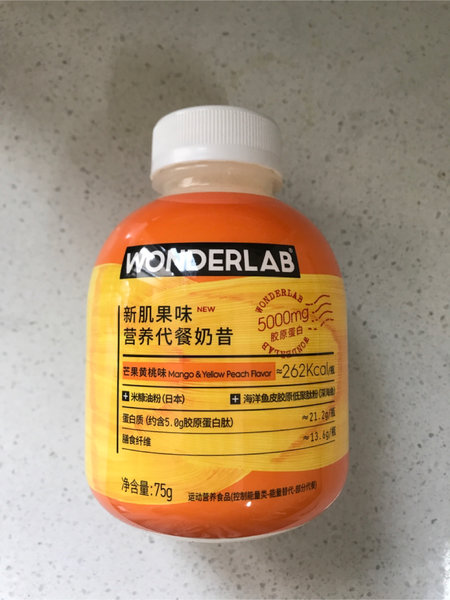 WONDERLAB®
新肌果味 NEW
营养代餐奶昔
WONDERLAB
5000mg
胶原蛋白
WONDERLAB
芒果黄桃味 Mango & Yellow Peach Flavor ≈262Kcal/瓶
+ 米糠油粉(日本) + 海洋鱼皮胶原低聚肽粉(深海鱼)
蛋白质 (约含5.0g胶原蛋白肽) ≈21.2g/瓶
膳食纤维 ≈13.6g/瓶
净含量:75g 运动营养食品(控制能量类-能量替代-部分代餐)